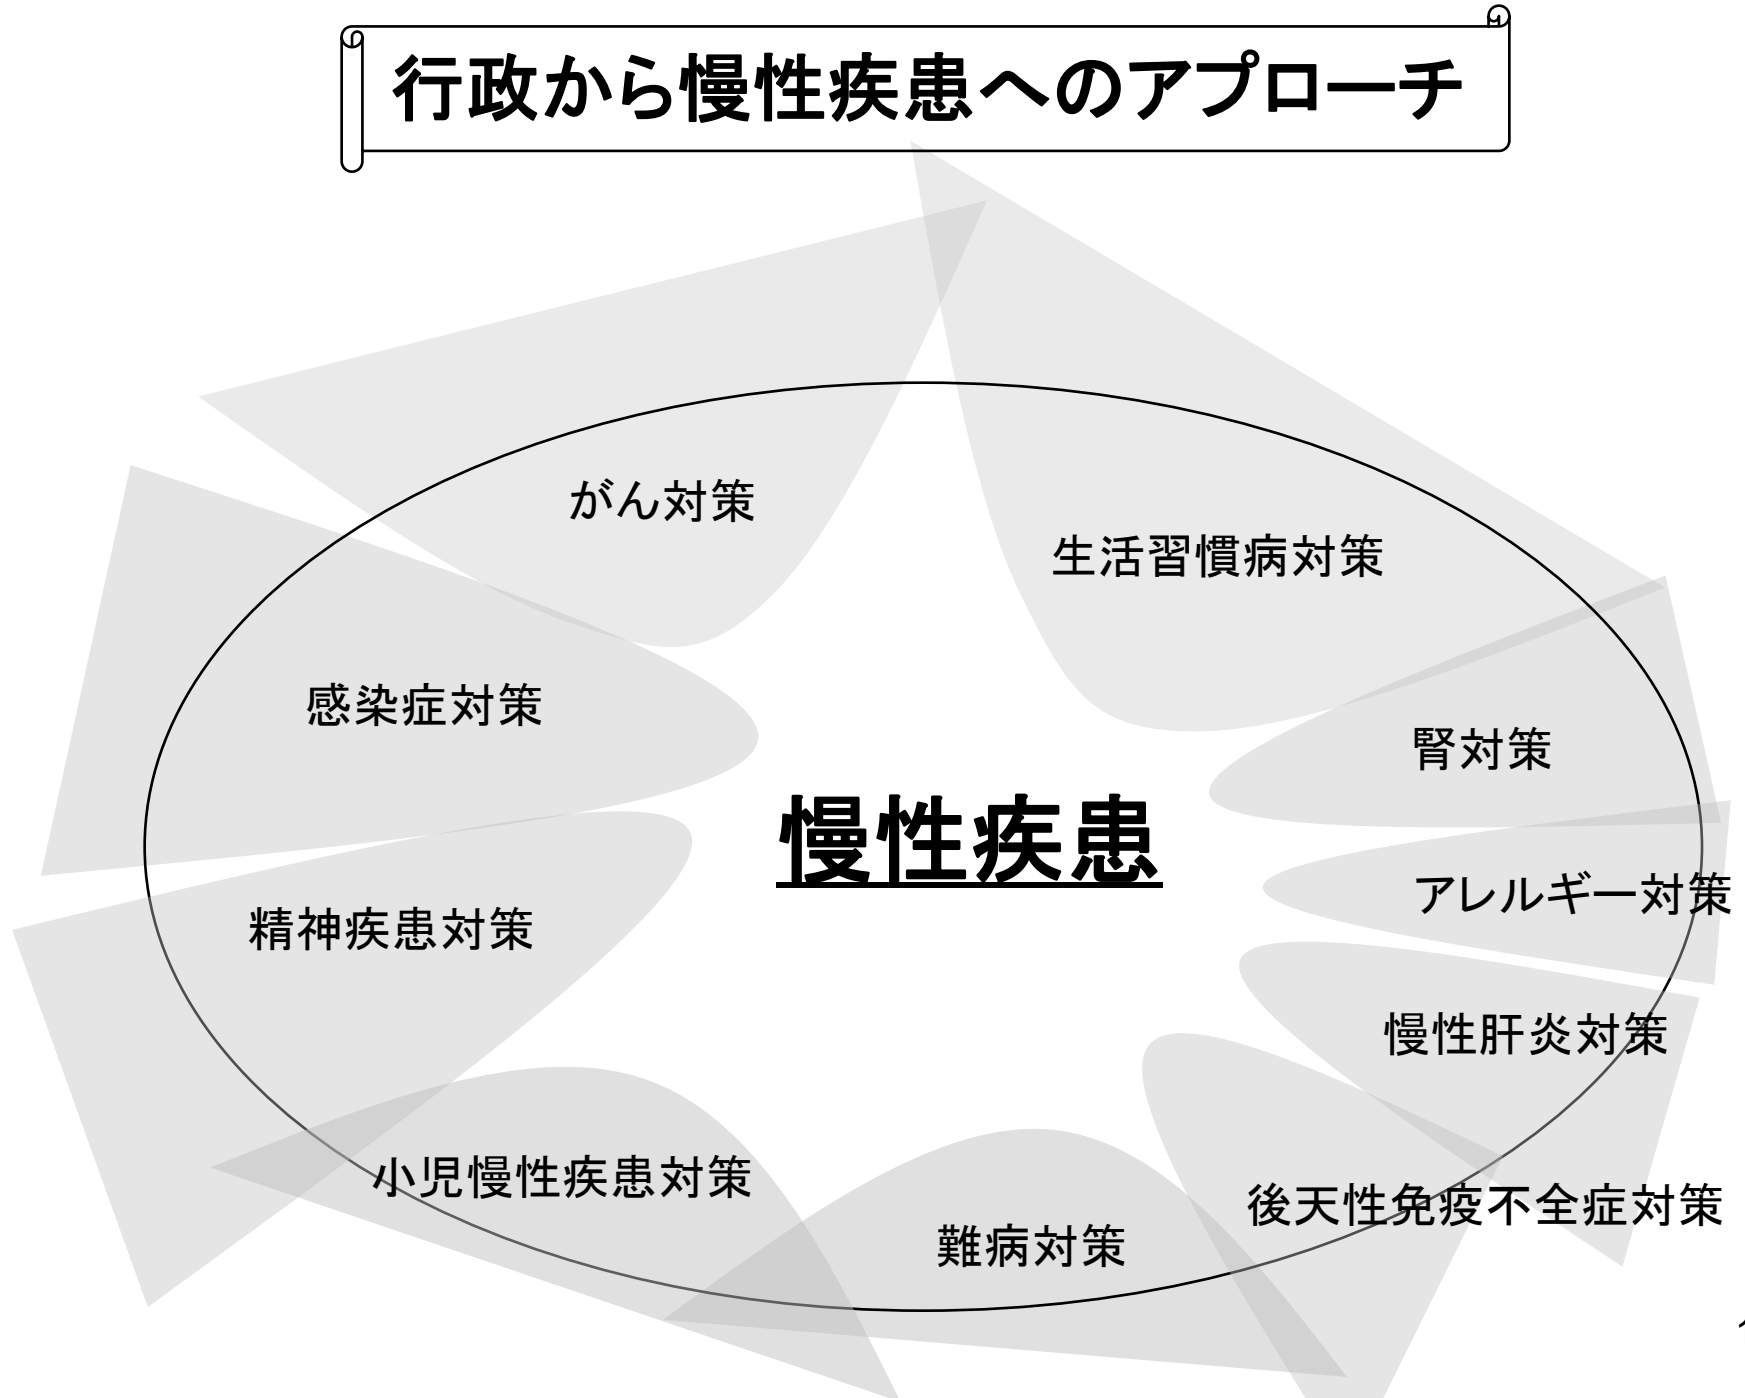 行政から慢性疾患へのアプローチ
がん対策
生活習慣病対策
感染症対策
腎対策
慢性疾患
アレルギー対策
精神疾患対策
慢性肝炎対策
小児慢性疾患対策
後天性免疫不全症対策
難病対策